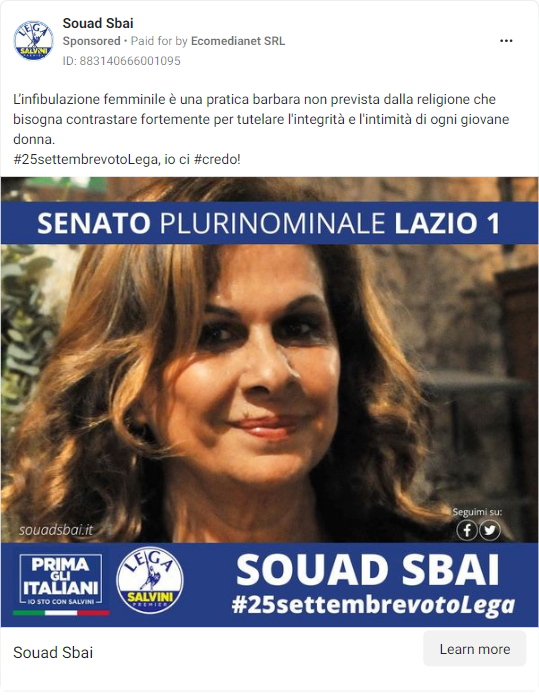 Souad Sbai
Sponsored • Paid for by Ecomedianet SRL
ID: 883140666001095
L'infibulazione femminile è una pratica barbara non prevista dalla religione che
bisogna contrastare fortemente per tutelare l'integrità e l'intimità di ogni giovane
donna.
#25settembrevotoLega, io ci #credo!
SENATO PLURINOMINALE LAZIO 1
Seguimi su:
souadsbai.it
PRIMA
GLI
ITALIANI
IO STO CON SALVINI
LEGA
SALVINI
PREMIER
SOUAD SBAI
#25settembrevotoLega
Souad Sbai
Learn more